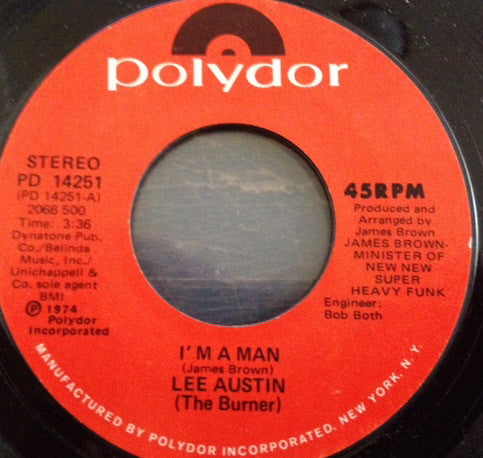 polydor
STEREO
PD 14251
(PD 14251-A)
2066 500
Time: 3:36
Dynatone Pub.
Co./Belinda
Music, Inc./
Unichappell &
Co. sole agent
BMI
Ⓟ 1974
Polydor
Incorporated
45RPM
Produced and
Arranged by
James Brown
JAMES BROWN-
MINISTER OF
NEW NEW
SUPER
HEAVY FUNK
Engineer:
Bob Both
I'M A MAN
(James Brown)
LEE AUSTIN
(The Burner)
MANUFACTURED BY POLYDOR INCORPORATED, NEW YORK, N.Y.